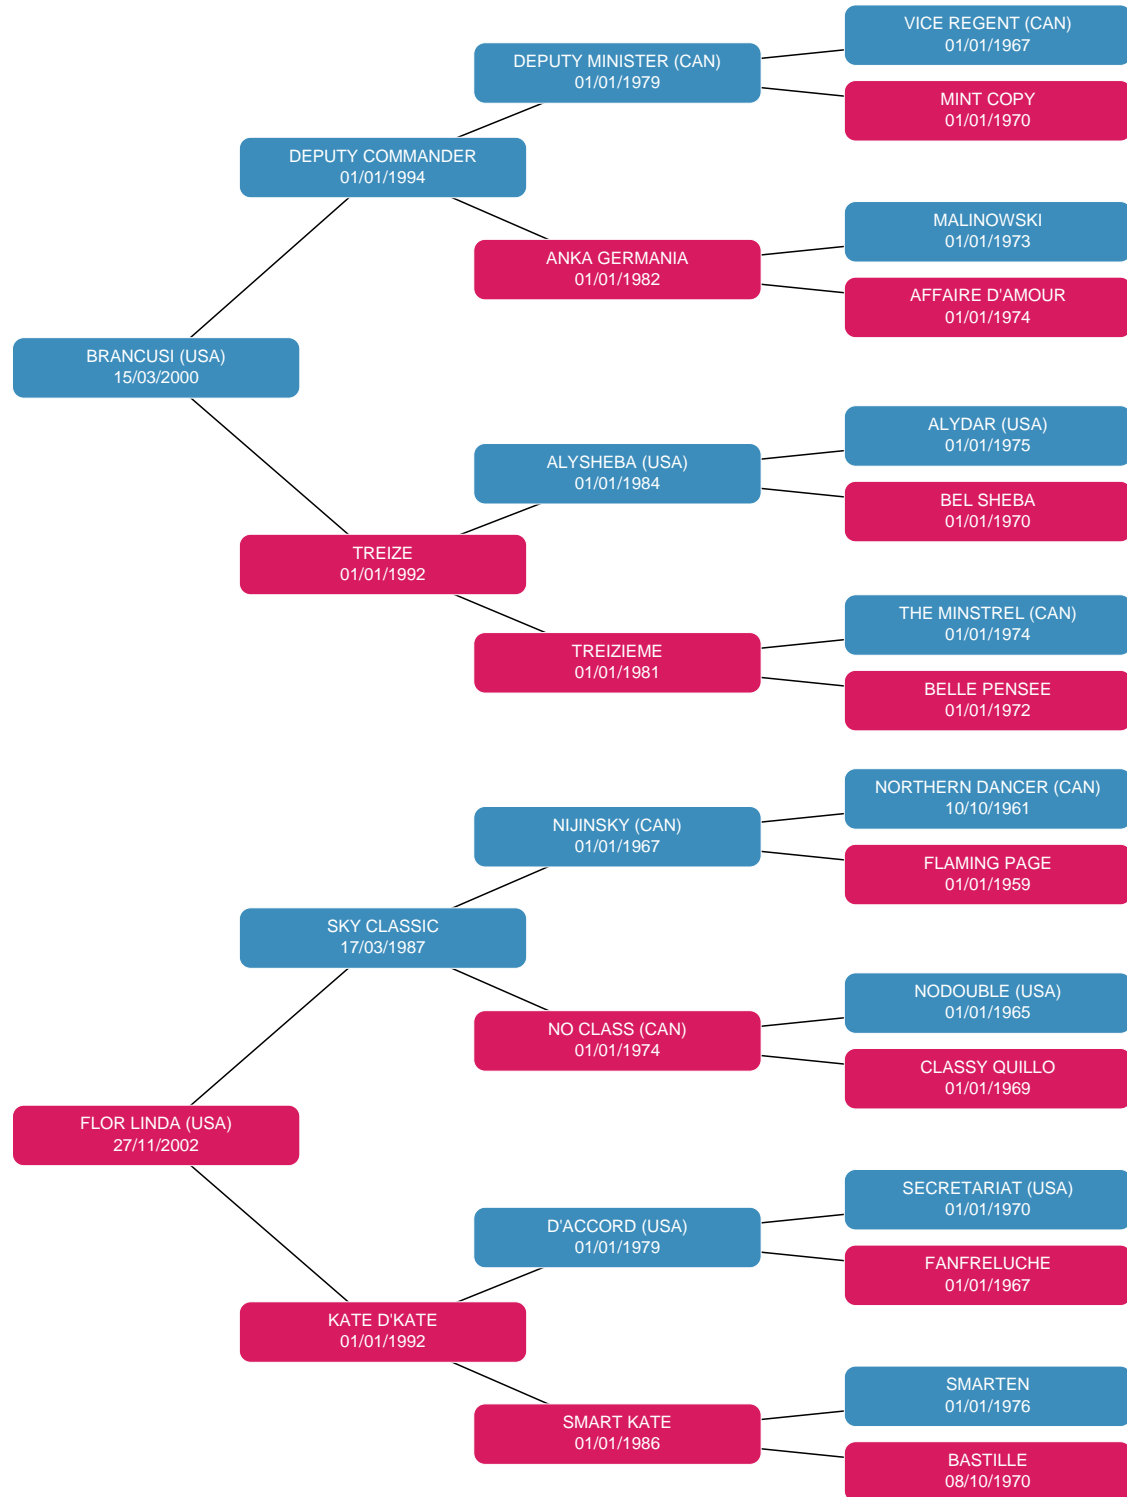 VICE REGENT (CAN)
01/01/1967
DEPUTY MINISTER (CAN)
01/01/1979
MINT COPY
01/01/1970
DEPUTY COMMANDER
01/01/1994
MALINOWSKI
01/01/1973
ANKA GERMANIA
01/01/1982
AFFAIRE D'AMOUR
01/01/1974
BRANCUSI (USA)
15/03/2000
ALYDAR (USA)
01/01/1975
ALYSHEBA (USA)
01/01/1984
BEL SHEBA
01/01/1970
TREIZE
01/01/1992
THE MINSTREL (CAN)
01/01/1974
TREIZIEME
01/01/1981
BELLE PENSEE
01/01/1972
NORTHERN DANCER (CAN)
10/10/1961
NIJINSKY (CAN)
01/01/1967
FLAMING PAGE
01/01/1959
SKY CLASSIC
17/03/1987
NODOUBLE (USA)
01/01/1965
NO CLASS (CAN)
01/01/1974
CLASSY QUILLO
01/01/1969
FLOR LINDA (USA)
27/11/2002
SECRETARIAT (USA)
01/01/1970
D'ACCORD (USA)
01/01/1979
FANFRELUCHE
01/01/1967
KATE D'KATE
01/01/1992
SMARTEN
01/01/1976
SMART KATE
01/01/1986
BASTILLE
08/10/1970